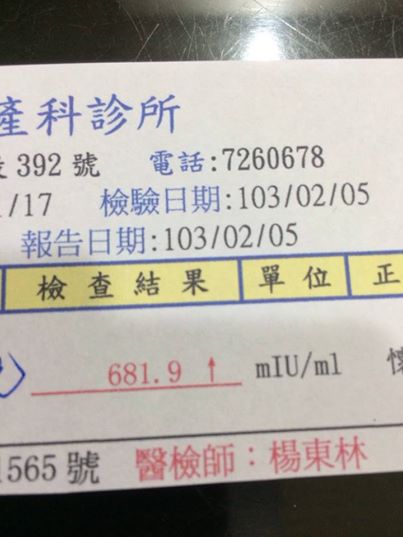 產科診所
392 號 電話:7260678
/17 檢驗日期:103/02/05
報告日期:103/02/05
檢查結果 單位 正
681.9 ↑ mIU/ml
1565 號 醫檢師：楊東林